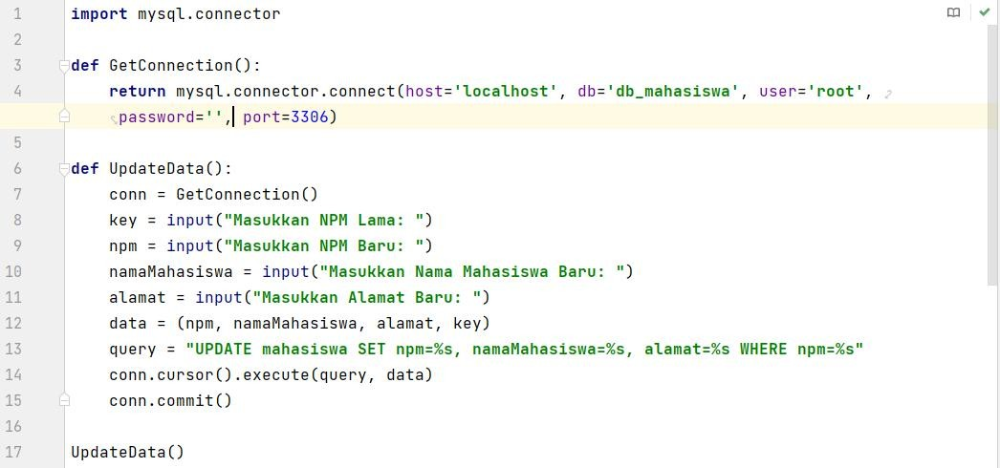 1 import mysql.connector
2
3 def GetConnection():
4     return mysql.connector.connect(host='localhost', db='db_mahasiswa', user='root',
     password='', port=3306)
5
6 def UpdateData():
7     conn = GetConnection()
8     key = input("Masukkan NPM Lama: ")
9     npm = input("Masukkan NPM Baru: ")
10     namaMahasiswa = input("Masukkan Nama Mahasiswa Baru: ")
11     alamat = input("Masukkan Alamat Baru: ")
12     data = (npm, namaMahasiswa, alamat, key)
13     query = "UPDATE mahasiswa SET npm=%s, namaMahasiswa=%s, alamat=%s WHERE npm=%s"
14     conn.cursor().execute(query, data)
15     conn.commit()
16
17 UpdateData()